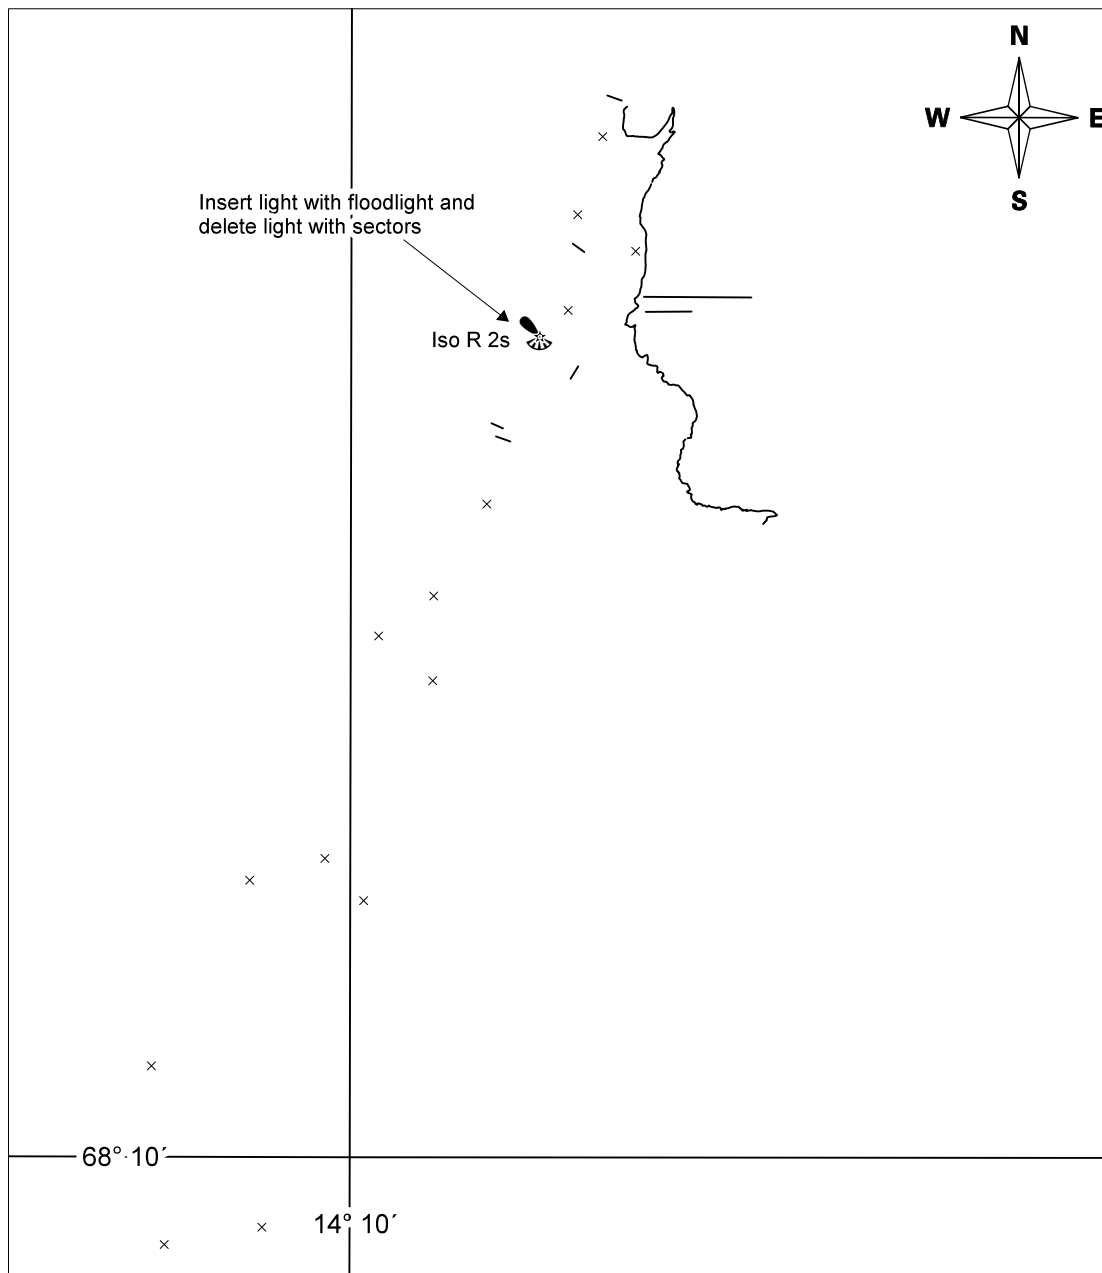 N
W E
S
Insert light with floodlight and
delete light with sectors
Iso R 2s
68° 10´
14° 10´